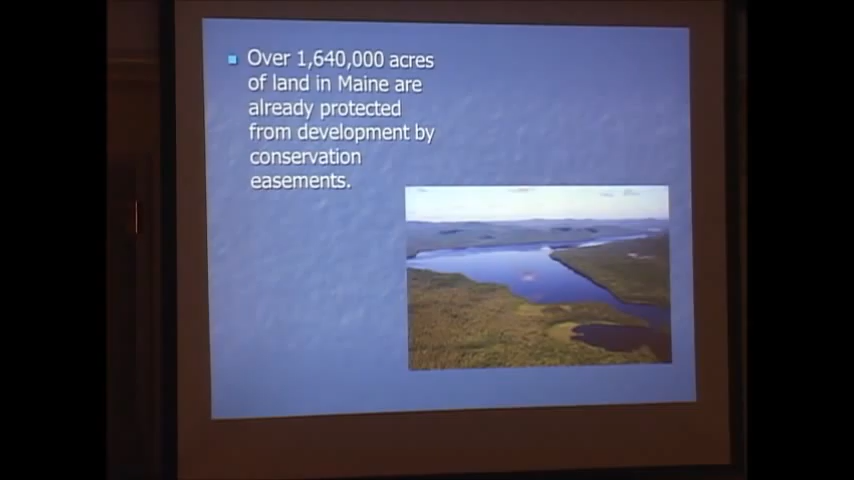 Over 1,640,000 acres
of land in Maine are
already protected
from development by
conservation
easements.